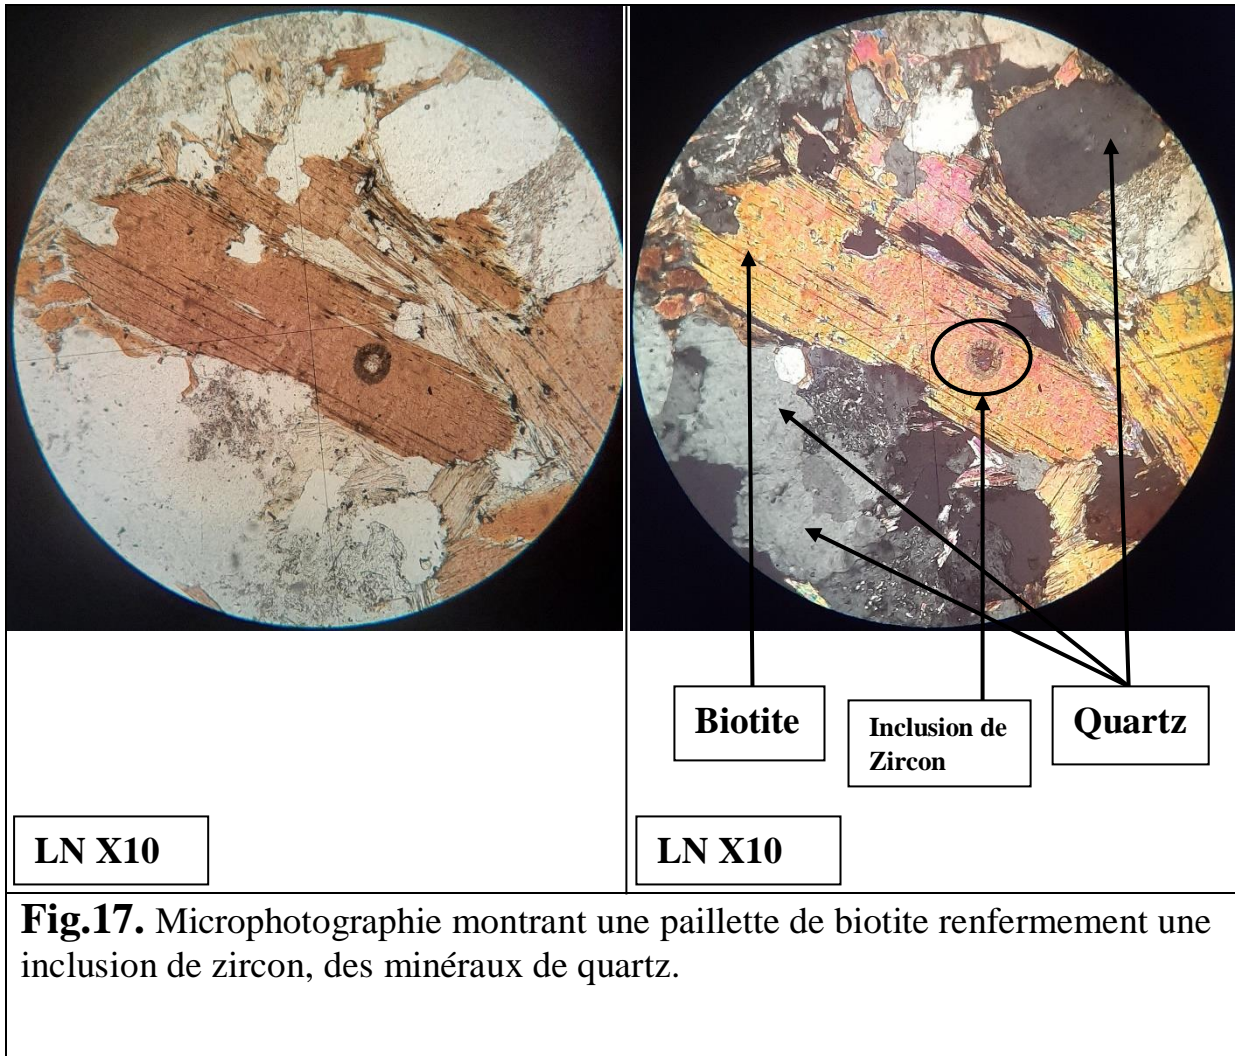 Biotite
Inclusion de
Zircon
Quartz
LN X10
LN X10
Fig.17. Microphotographie montrant une paillette de biotite renfermement une
inclusion de zircon, des minéraux de quartz.